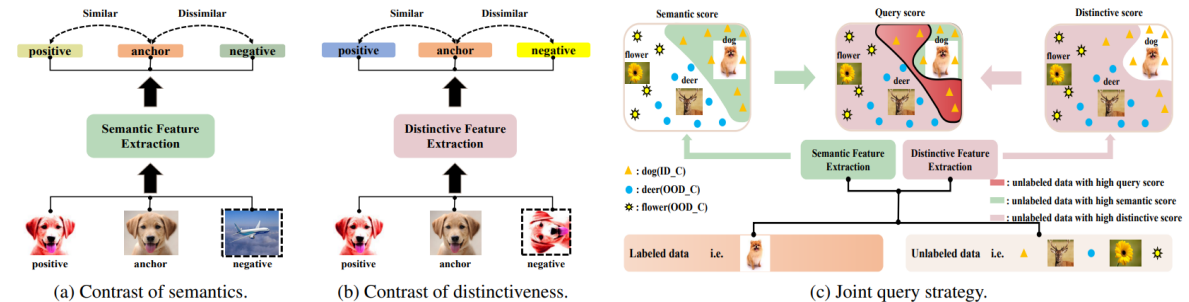 Similar
Dissimilar
positive
anchor
negative
Semantic Feature
Extraction
positive
anchor
negative
(a) Contrast of semantics.
Similar
Dissimilar
positive
anchor
negative
Distinctive Feature
Extraction
positive
anchor
negative
(b) Contrast of distinctiveness.
Semantic score
Query score
Distinctive score
dog
flower
deer
dog
flower
deer
dog
flower
deer
Semantic Feature
Extraction
Distinctive Feature
Extraction
: dog(ID_C)
: deer(OOD_C)
: flower(OOD_C)
: unlabeled data with high query score
: unlabeled data with high semantic score
: unlabeled data with high distinctive score
Labeled data i.e.
Unlabeled data i.e.
(c) Joint query strategy.